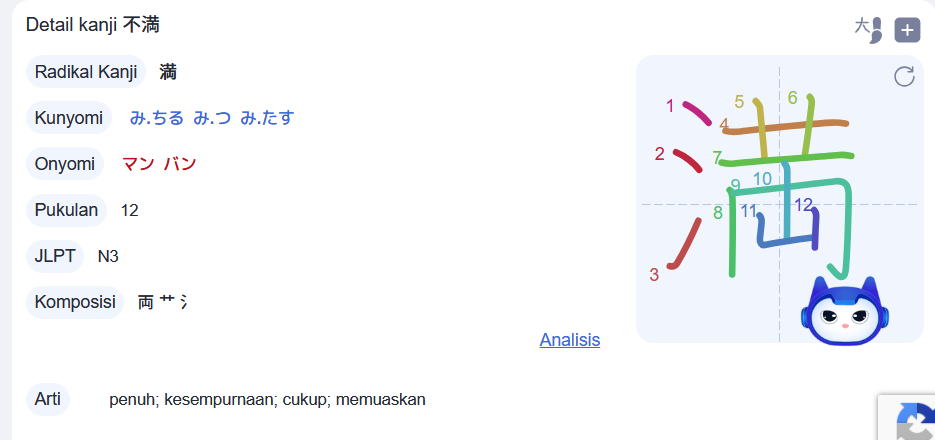 Detail kanji 不満
大
Radikal Kanji 満
Kunyomi み.ちる み.つ み.たす
Onyomi マン バン
Pukulan 12
JLPT N3
Komposisi 両 艹 氵
Analisis
1
2
3
4
5
6
7
8
9
10
11
12
Arti penuh; kesempurnaan; cukup; memuaskan